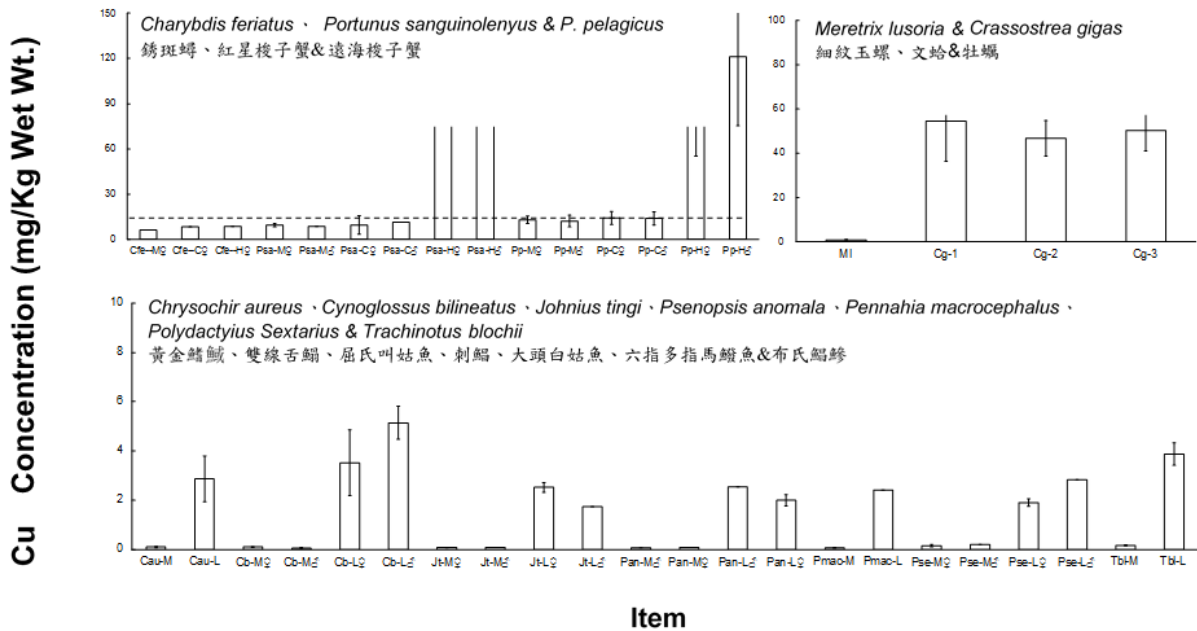 Cu Concentration (mg/Kg Wet Wt.)
Charybdis feriatus、 Portunus sanguinolenyus & P. pelagicus
銹斑蟳、紅星梭子蟹&遠海梭子蟹
150
120
90
60
30
0
Cfe–M♀ Cfe–C♀ Cfe–H♀ Psa-M♀ Psa-M♂ Psa-C♀ Psa-C♂ Psa-H♀ Psa-H♂ Pp-M♀ Pp-M♂ Pp-C♀ Pp-C♂ Pp-H♀ Pp-H♂
Meretrix lusoria & Crassostrea gigas
細紋玉螺、文蛤&牡蠣
100
80
60
40
20
0
Ml Cg-1 Cg-2 Cg-3
Chrysochir aureus、Cynoglossus bilineatus、Johnius tingi、Psenopsis anomala、Pennahia macrocephalus、
Polydactyius Sextarius & Trachinotus blochii
黃金鰭䱛、雙線舌鰨、屈氏叫姑魚、刺鯧、大頭白姑魚、六指多指馬鮁魚&布氏鯧鰺
10
8
6
4
2
0
Cau-M Cau-L Cb-M♀ Cb-M♂ Cb-L♀ Cb-L♂ Jt-M♀ Jt-M♂ Jt-L♀ Jt-L♂ Pan-M♂ Pan-M♀ Pan-L♂ Pan-L♀ Pmac-M Pmac-L Pse-M♀ Pse-M♂ Pse-L♀ Pse-L♂ Tbl-M Tbl-L
Item